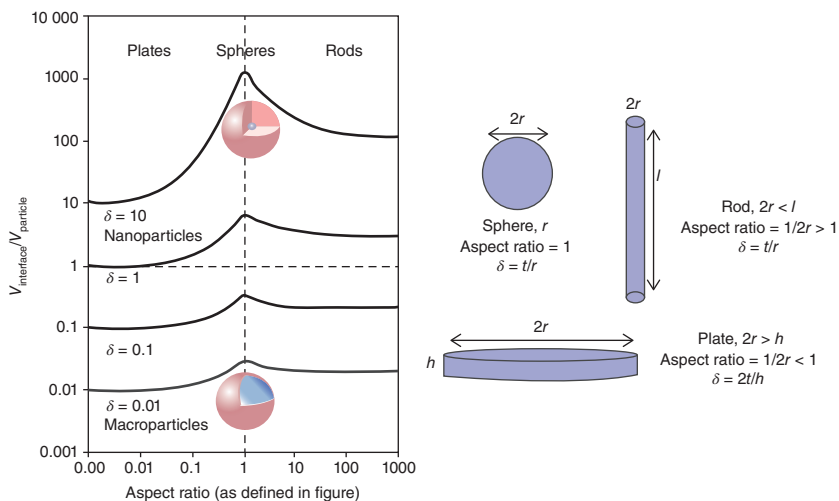 10 000
1000
100
10
1
0.1
0.01
0.001
V_interface/V_particle
Plates
Spheres
Rods
δ = 10
Nanoparticles
δ = 1
δ = 0.1
δ = 0.01
Macroparticles
0.00 0.01 0.1 1 10 100 1000
Aspect ratio (as defined in figure)
2r
Sphere, r
Aspect ratio = 1
δ = t/r
2r
l
Rod, 2r < l
Aspect ratio = 1/2r > 1
δ = t/r
2r
h
Plate, 2r > h
Aspect ratio = 1/2r < 1
δ = 2t/h